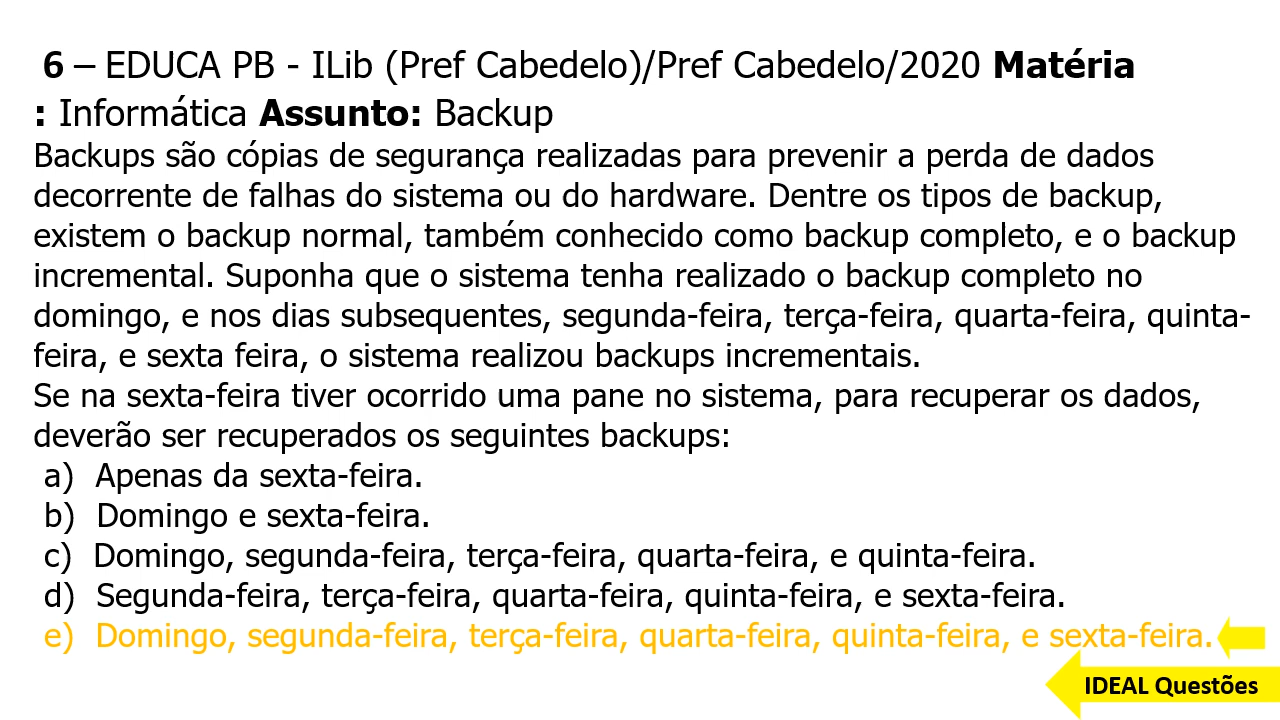 6 – EDUCA PB - ILib (Pref Cabedelo)/Pref Cabedelo/2020 Matéria
: Informática Assunto: Backup
Backups são cópias de segurança realizadas para prevenir a perda de dados
decorrente de falhas do sistema ou do hardware. Dentre os tipos de backup,
existem o backup normal, também conhecido como backup completo, e o backup
incremental. Suponha que o sistema tenha realizado o backup completo no
domingo, e nos dias subsequentes, segunda-feira, terça-feira, quarta-feira, quinta-
feira, e sexta feira, o sistema realizou backups incrementais.
Se na sexta-feira tiver ocorrido uma pane no sistema, para recuperar os dados,
deverão ser recuperados os seguintes backups:
a) Apenas da sexta-feira.
b) Domingo e sexta-feira.
c) Domingo, segunda-feira, terça-feira, quarta-feira, e quinta-feira.
d) Segunda-feira, terça-feira, quarta-feira, quinta-feira, e sexta-feira.
e) Domingo, segunda-feira, terça-feira, quarta-feira, quinta-feira, e sexta-feira.
IDEAL Questões